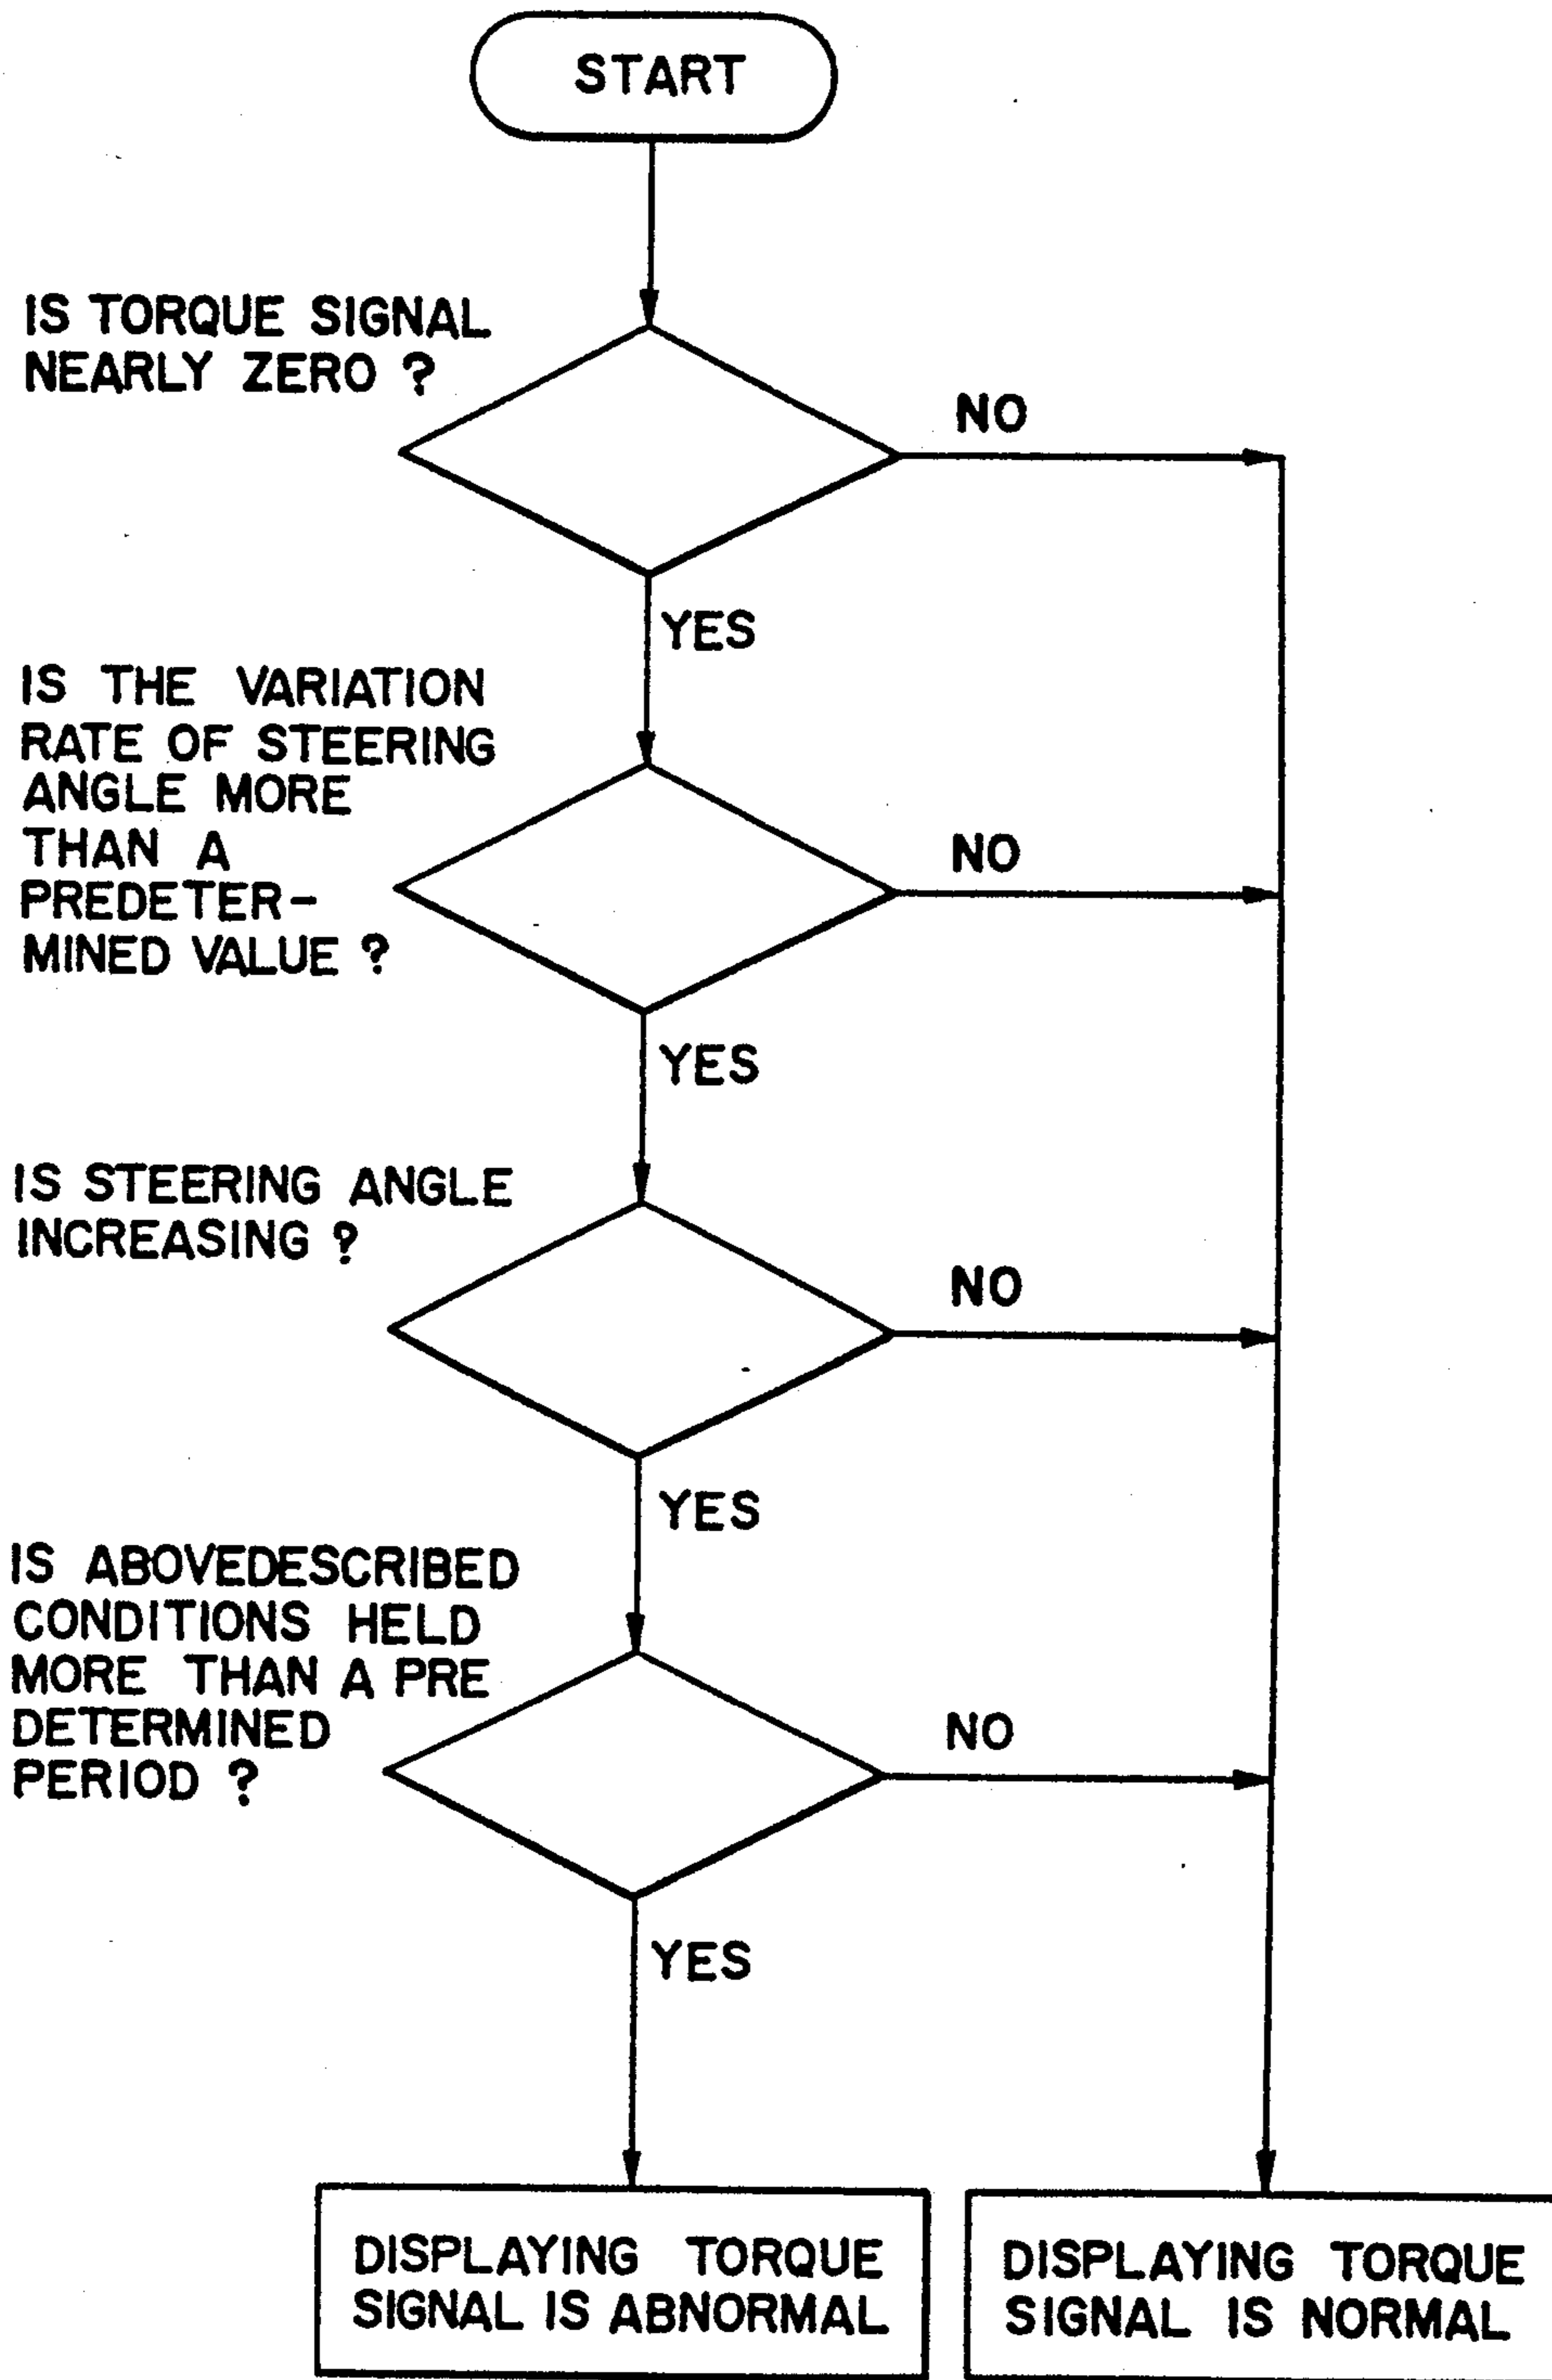 START
IS TORQUE SIGNAL
NEARLY ZERO ?
NO
YES
IS THE VARIATION
RATE OF STEERING
ANGLE MORE
THAN A
PREDETER-
MINED VALUE ?
NO
YES
IS STEERING ANGLE
INCREASING ?
NO
YES
IS ABOVEDESCRIBED
CONDITIONS HELD
MORE THAN A PRE
DETERMINED
PERIOD ?
NO
YES
DISPLAYING TORQUE
SIGNAL IS ABNORMAL
DISPLAYING TORQUE
SIGNAL IS NORMAL